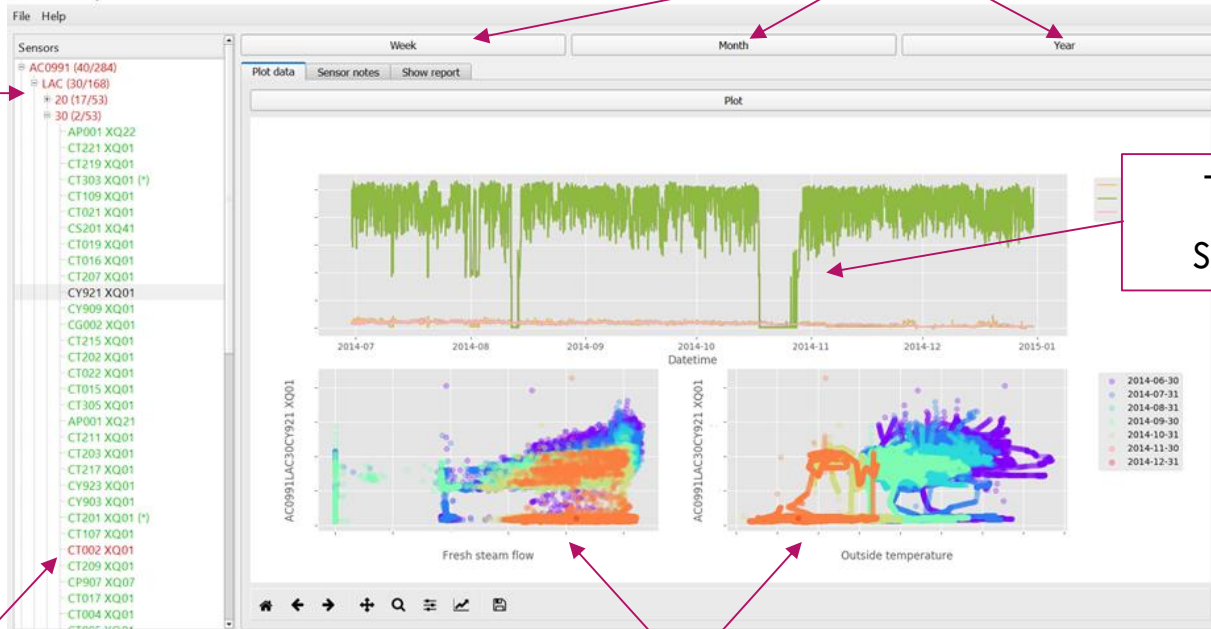 File Help
Sensors
AC0991 (40/284)
LAC (30/168)
20 (17/53)
30 (2/53)
AP001 XQ22
CT221 XQ01
CT219 XQ01
CT303 XQ01 (*)
CT109 XQ01
CT021 XQ01
CS201 XQ41
CT019 XQ01
CT016 XQ01
CT207 XQ01
CY921 XQ01
CY909 XQ01
CG002 XQ01
CT215 XQ01
CT202 XQ01
CT022 XQ01
CT015 XQ01
CT305 XQ01
AP001 XQ21
CT211 XQ01
CT203 XQ01
CT217 XQ01
CY923 XQ01
CY903 XQ01
CT201 XQ01 (*)
CT107 XQ01
CT002 XQ01
CT209 XQ01
CP907 XQ07
CT017 XQ01
CT004 XQ01
Week Month Year
Plot data Sensor notes Show report
Plot
2014-07 2014-08 2014-09 2014-10 2014-11 2014-12 2015-01
Datetime
AC0991LAC30CY921 XQ01
Fresh steam flow
AC0991LAC30CY921 XQ01
Outside temperature
2014-06-30
2014-07-31
2014-08-31
2014-09-30
2014-10-31
2014-11-30
2014-12-31